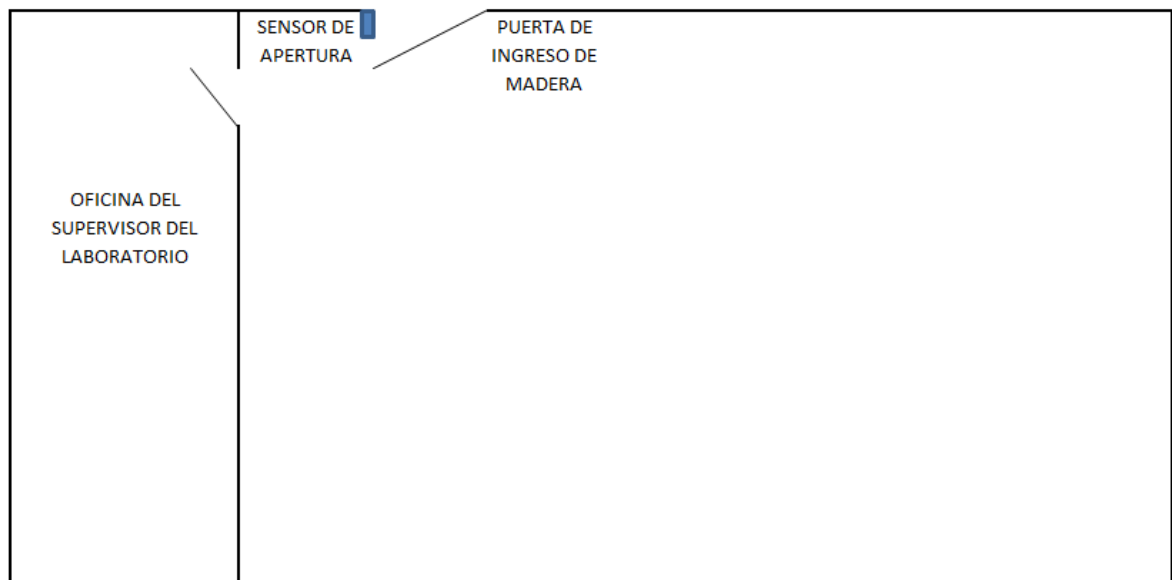 SENSOR DE
APERTURA
PUERTA DE
INGRESO DE
MADERA
OFICINA DEL
SUPERVISOR DEL
LABORATORIO